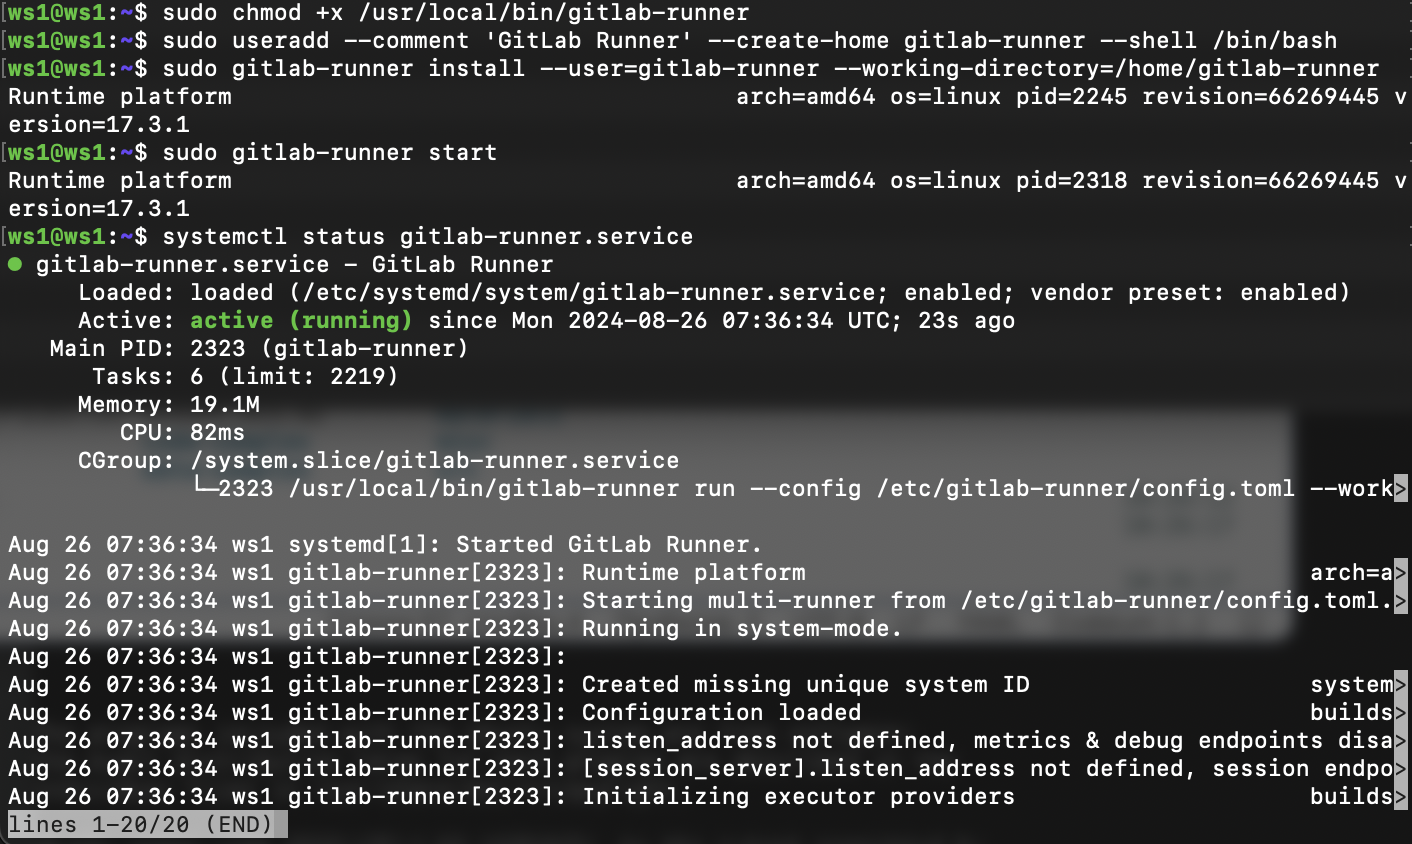 [ws1@ws1:~$ sudo chmod +x /usr/local/bin/gitlab-runner
[ws1@ws1:~$ sudo useradd --comment 'GitLab Runner' --create-home gitlab-runner --shell /bin/bash
[ws1@ws1:~$ sudo gitlab-runner install --user=gitlab-runner --working-directory=/home/gitlab-runner
Runtime platform                                    arch=amd64 os=linux pid=2245 revision=66269445 v
ersion=17.3.1
[ws1@ws1:~$ sudo gitlab-runner start
Runtime platform                                    arch=amd64 os=linux pid=2318 revision=66269445 v
ersion=17.3.1
[ws1@ws1:~$ systemctl status gitlab-runner.service
● gitlab-runner.service - GitLab Runner
     Loaded: loaded (/etc/systemd/system/gitlab-runner.service; enabled; vendor preset: enabled)
     Active: active (running) since Mon 2024-08-26 07:36:34 UTC; 23s ago
   Main PID: 2323 (gitlab-runner)
      Tasks: 6 (limit: 2219)
     Memory: 19.1M
        CPU: 82ms
     CGroup: /system.slice/gitlab-runner.service
             └─2323 /usr/local/bin/gitlab-runner run --config /etc/gitlab-runner/config.toml --work>
Aug 26 07:36:34 ws1 systemd[1]: Started GitLab Runner.
Aug 26 07:36:34 ws1 gitlab-runner[2323]: Runtime platform                                    arch=a>
Aug 26 07:36:34 ws1 gitlab-runner[2323]: Starting multi-runner from /etc/gitlab-runner/config.toml.>
Aug 26 07:36:34 ws1 gitlab-runner[2323]: Running in system-mode.
Aug 26 07:36:34 ws1 gitlab-runner[2323]:
Aug 26 07:36:34 ws1 gitlab-runner[2323]: Created missing unique system ID                    system>
Aug 26 07:36:34 ws1 gitlab-runner[2323]: Configuration loaded                                builds>
Aug 26 07:36:34 ws1 gitlab-runner[2323]: listen_address not defined, metrics & debug endpoints disa>
Aug 26 07:36:34 ws1 gitlab-runner[2323]: [session_server].listen_address not defined, session endpo>
Aug 26 07:36:34 ws1 gitlab-runner[2323]: Initializing executor providers                     builds>
lines 1-20/20 (END)